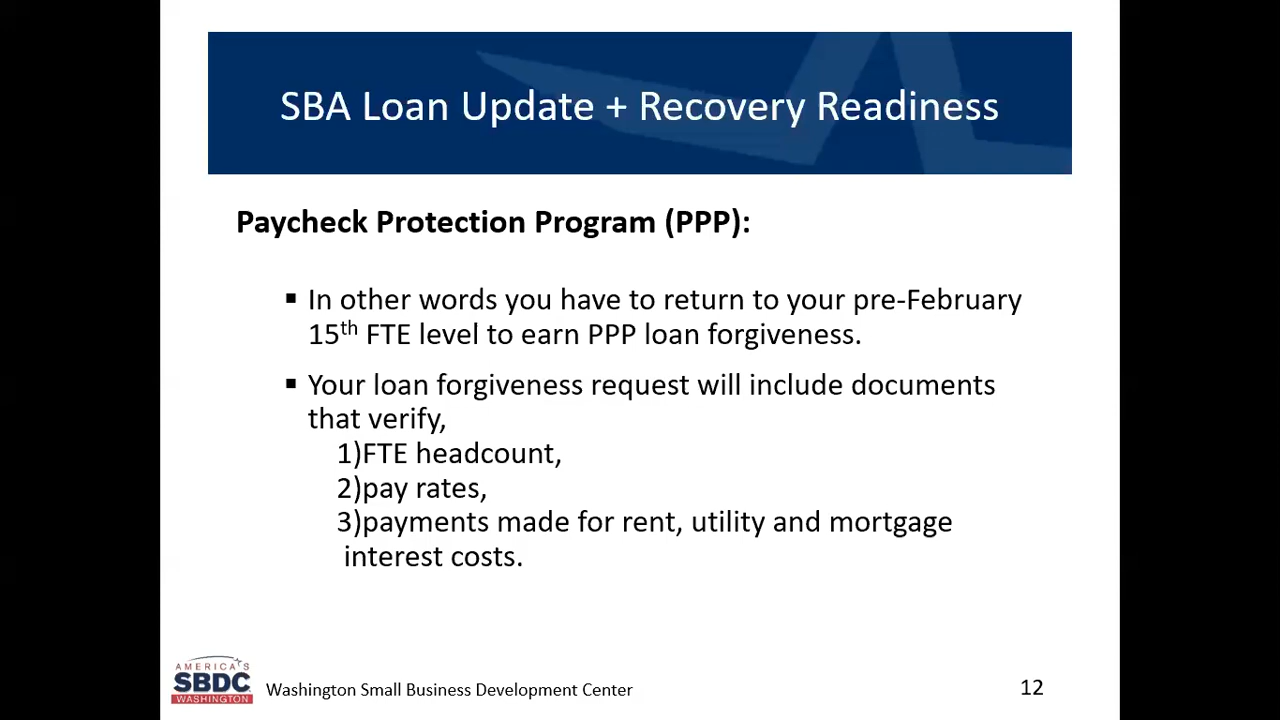 SBA Loan Update + Recovery Readiness
Paycheck Protection Program (PPP):
▪ In other words you have to return to your pre-February
15th FTE level to earn PPP loan forgiveness.
▪ Your loan forgiveness request will include documents
that verify,
1)FTE headcount,
2)pay rates,
3)payments made for rent, utility and mortgage
interest costs.
AMERICA'S
SBDC
WASHINGTON
Washington Small Business Development Center
12